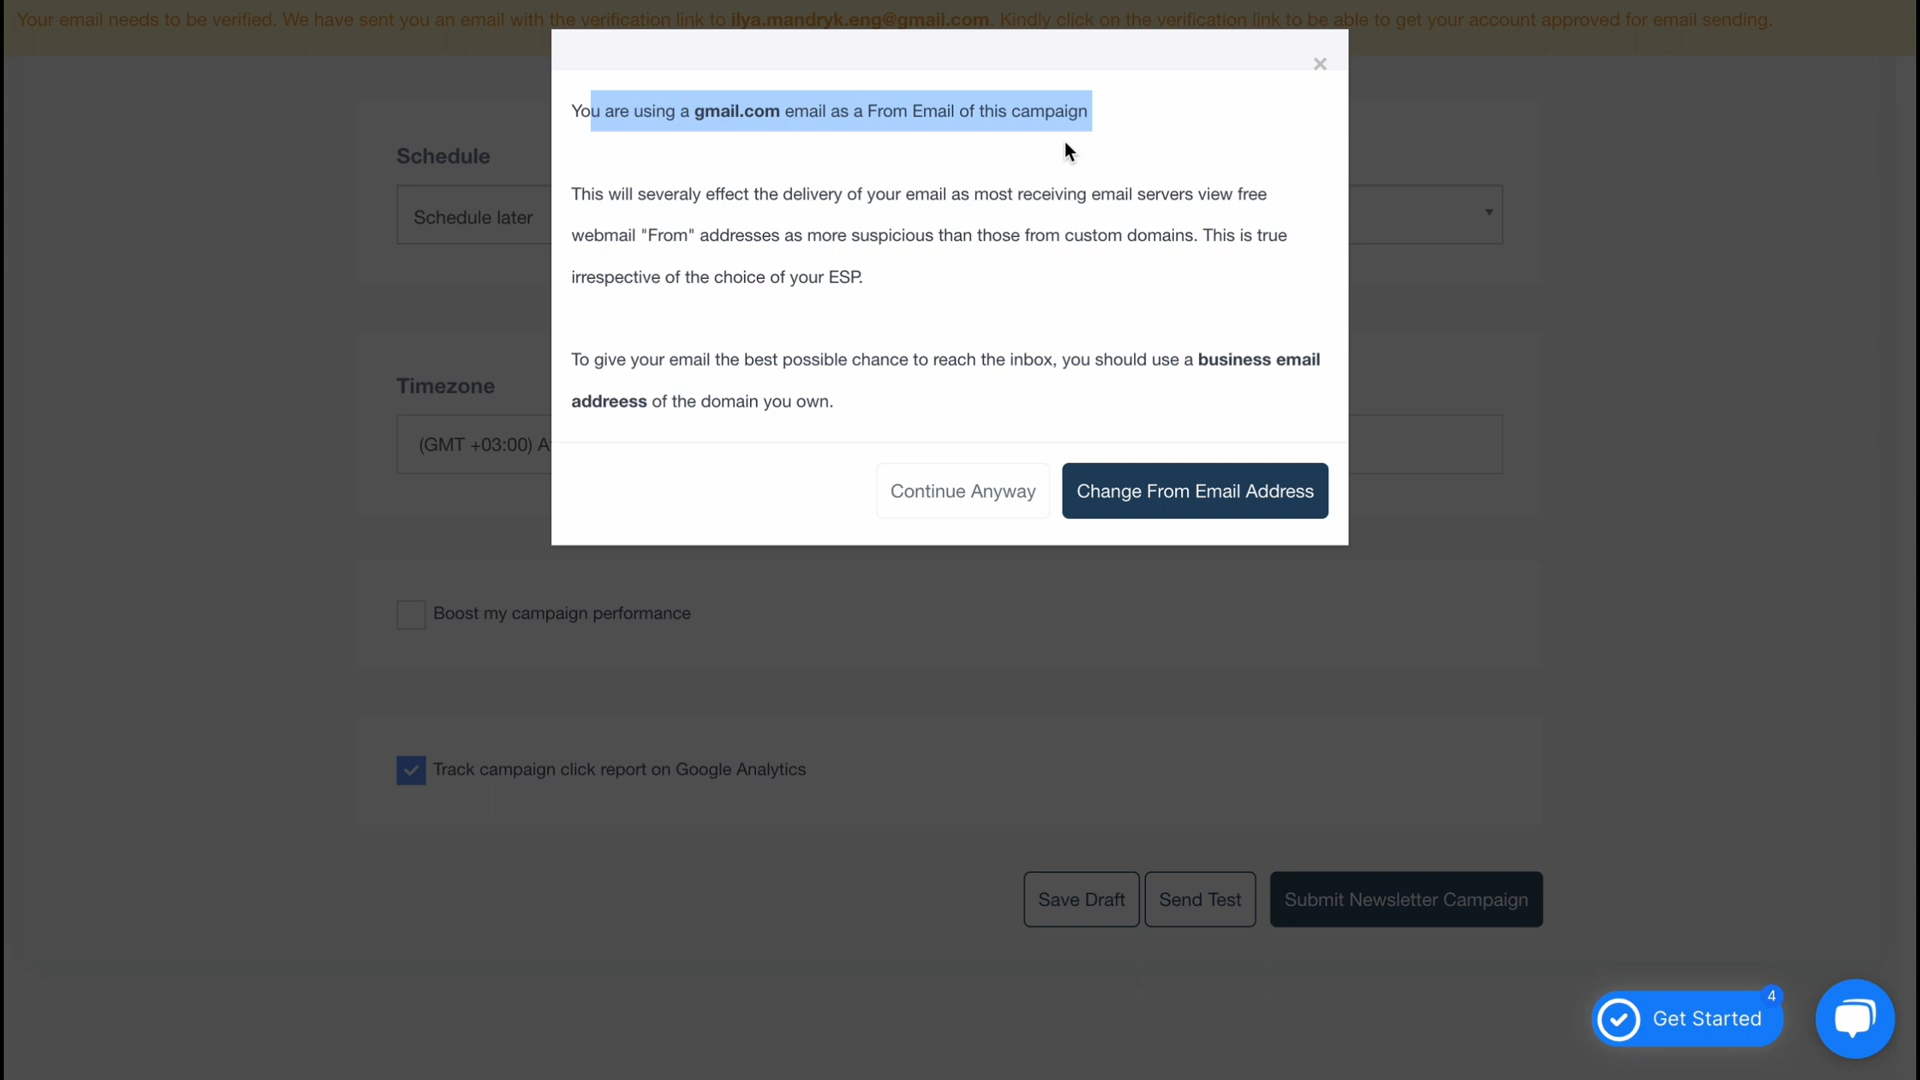 Your email needs to be verified. We have sent you an email with the verification link to ilya.mandryk.eng@gmail.com. Kindly click on the verification link to be able to get your account approved for email sending.
×
You are using a gmail.com email as a From Email of this campaign
This will severaly effect the delivery of your email as most receiving email servers view free
webmail "From" addresses as more suspicious than those from custom domains. This is true
irrespective of the choice of your ESP.
To give your email the best possible chance to reach the inbox, you should use a business email
addreess of the domain you own.
Continue Anyway
Change From Email Address
Schedule
Schedule later
Timezone
(GMT +03:00)
Boost my campaign performance
Track campaign click report on Google Analytics
Save Draft
Send Test
Submit Newsletter Campaign
Get Started
4